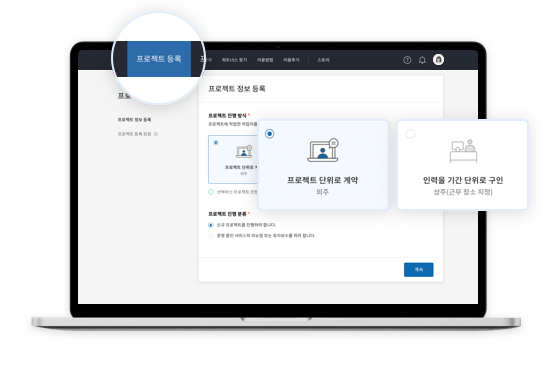 프로젝트 등록
파트너스 찾기
이용방법
이용후기
스토어
프로젝트 정보 등록
프로젝트 정보 등록
프로젝트 등록 완료
프로젝트 진행 방식 *
프로젝트에 적합한 작업자를
프로젝트 단위로
외주
프로젝트 단위로 계약
외주
인력을 기간 단위로 구인
상주(근무 장소 지정)
선택하신 프로젝트 진행
프로젝트 진행 분류 *
신규 프로젝트를 진행하려 합니다.
운영 중인 서비스의 리뉴얼 또는 유지보수를 하려 합니다.
계속